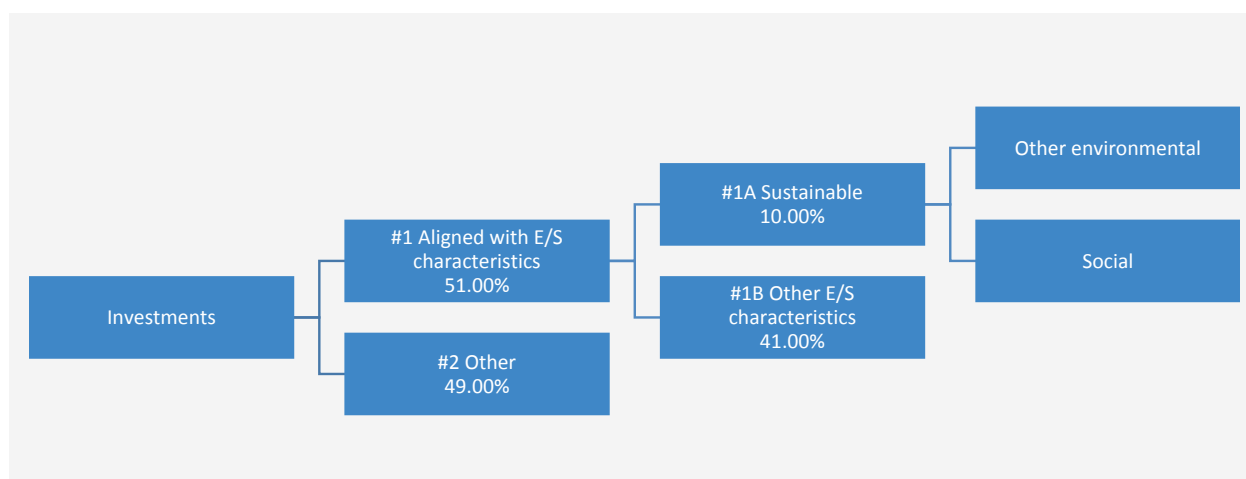 Investments
#1 Aligned with E/S
characteristics
51.00%
#2 Other
49.00%
#1A Sustainable
10.00%
#1B Other E/S
characteristics
41.00%
Other environmental
Social